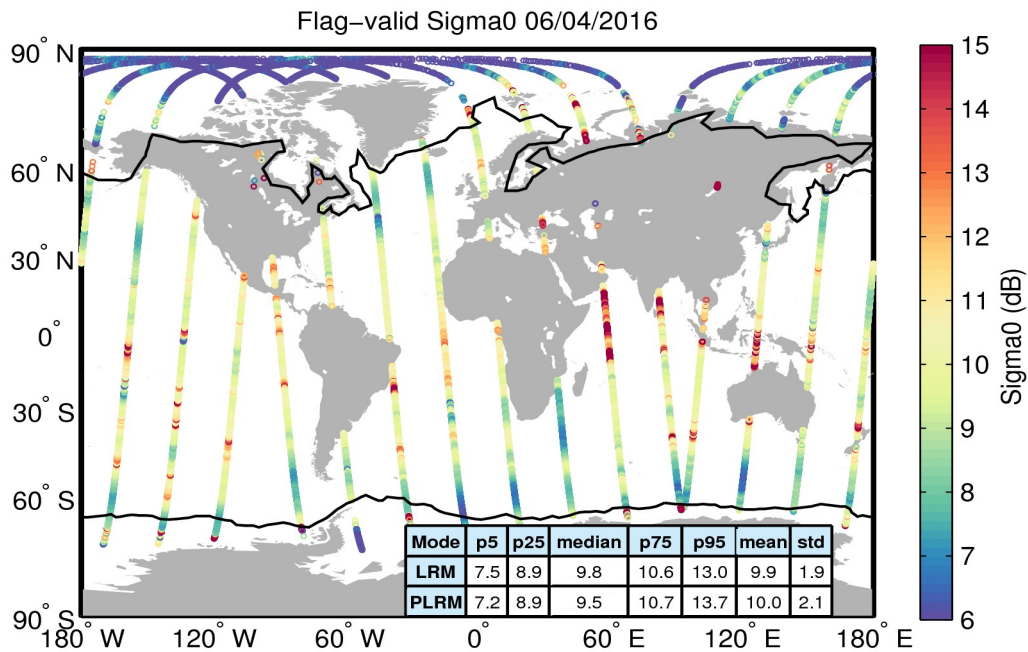 Flag−valid Sigma0 06/04/2016
90° N
60° N
30° N
0°
30° S
60° S
90° S
180° W
120° W
60° W
0°
60° E
120° E
180° E
15
14
13
12
11
10
9
8
7
6
Sigma0 (dB)
Mode p5 p25 median p75 p95 mean std
LRM 7.5 8.9 9.8 10.6 13.0 9.9 1.9
PLRM 7.2 8.9 9.5 10.7 13.7 10.0 2.1